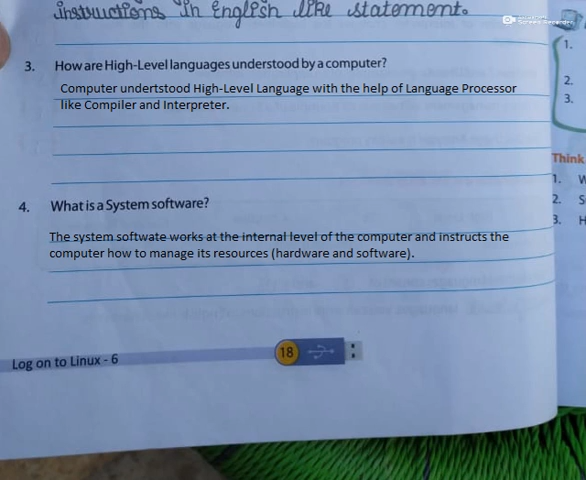 instructions in English like statement.
Screen Recorder
1.
3. How are High-Level languages understood by a computer?
Computer undertstood High-Level Language with the help of Language Processor
like Compiler and Interpreter.
2.
3.
Think
1. W
2. S
3. H
4. What is a System software?
The system softwate works at the internal level of the computer and instructs the
computer how to manage its resources (hardware and software).
18
Log on to Linux - 6